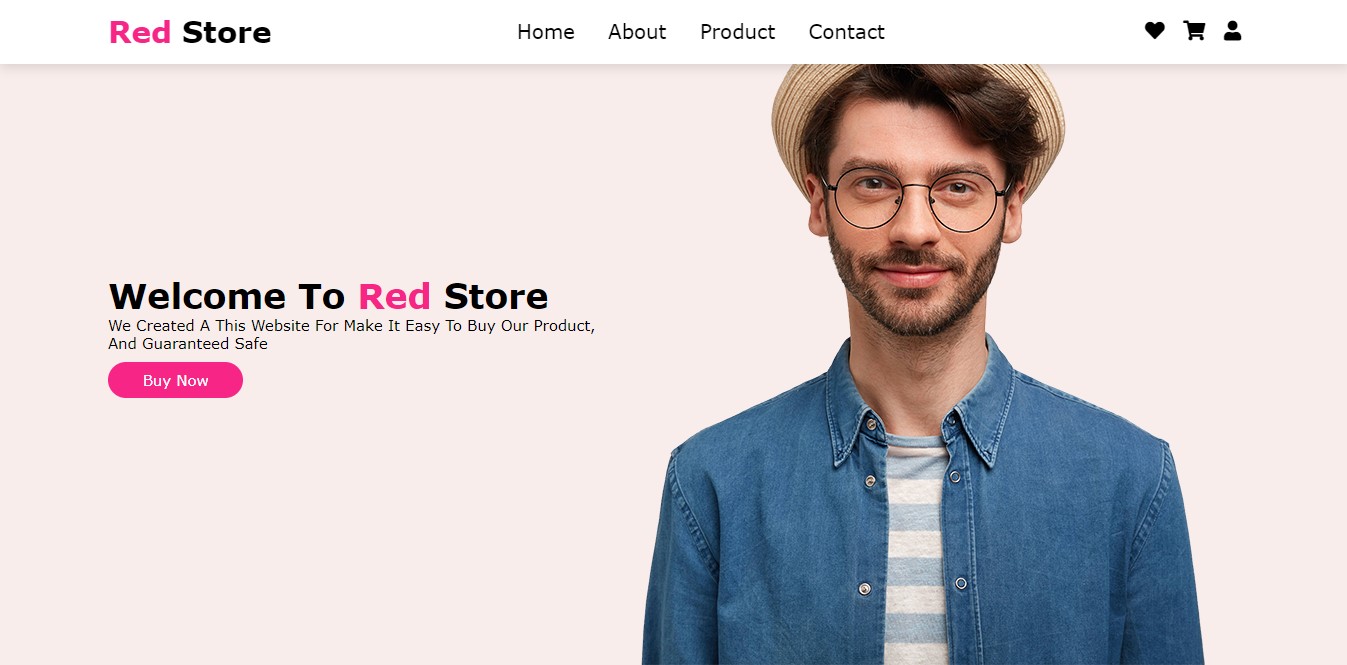 Red Store
Home
About
Product
Contact
Welcome To Red Store
We Created A This Website For Make It Easy To Buy Our Product,
And Guaranteed Safe
Buy Now